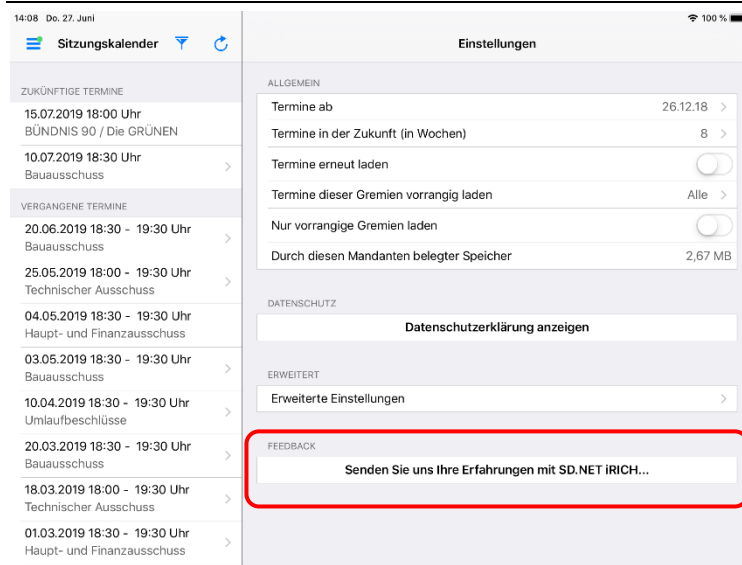 14:08 Do. 27. Juni
100 %
Sitzungskalender
Einstellungen
ZUKÜNFTIGE TERMINE
15.07.2019 18:00 Uhr
BÜNDNIS 90 / Die GRÜNEN
10.07.2019 18:30 Uhr
Bauausschuss
VERGANGENE TERMINE
20.06.2019 18:30 - 19:30 Uhr
Bauausschuss
25.05.2019 18:00 - 19:30 Uhr
Technischer Ausschuss
04.05.2019 18:30 - 19:30 Uhr
Haupt- und Finanzausschuss
03.05.2019 18:30 - 19:30 Uhr
Bauausschuss
10.04.2019 18:30 - 19:30 Uhr
Umlaufbeschlüsse
20.03.2019 18:30 - 19:30 Uhr
Bauausschuss
18.03.2019 18:00 - 19:30 Uhr
Technischer Ausschuss
01.03.2019 18:30 - 19:30 Uhr
Haupt- und Finanzausschuss
ALLGEMEIN
Termine ab 26.12.18
Termine in der Zukunft (in Wochen) 8
Termine erneut laden
Termine dieser Gremien vorrangig laden Alle
Nur vorrangige Gremien laden
Durch diesen Mandanten belegter Speicher 2,67 MB
DATENSCHUTZ
Datenschutzerklärung anzeigen
ERWEITERT
Erweiterte Einstellungen
FEEDBACK
Senden Sie uns Ihre Erfahrungen mit SD.NET iRICH...